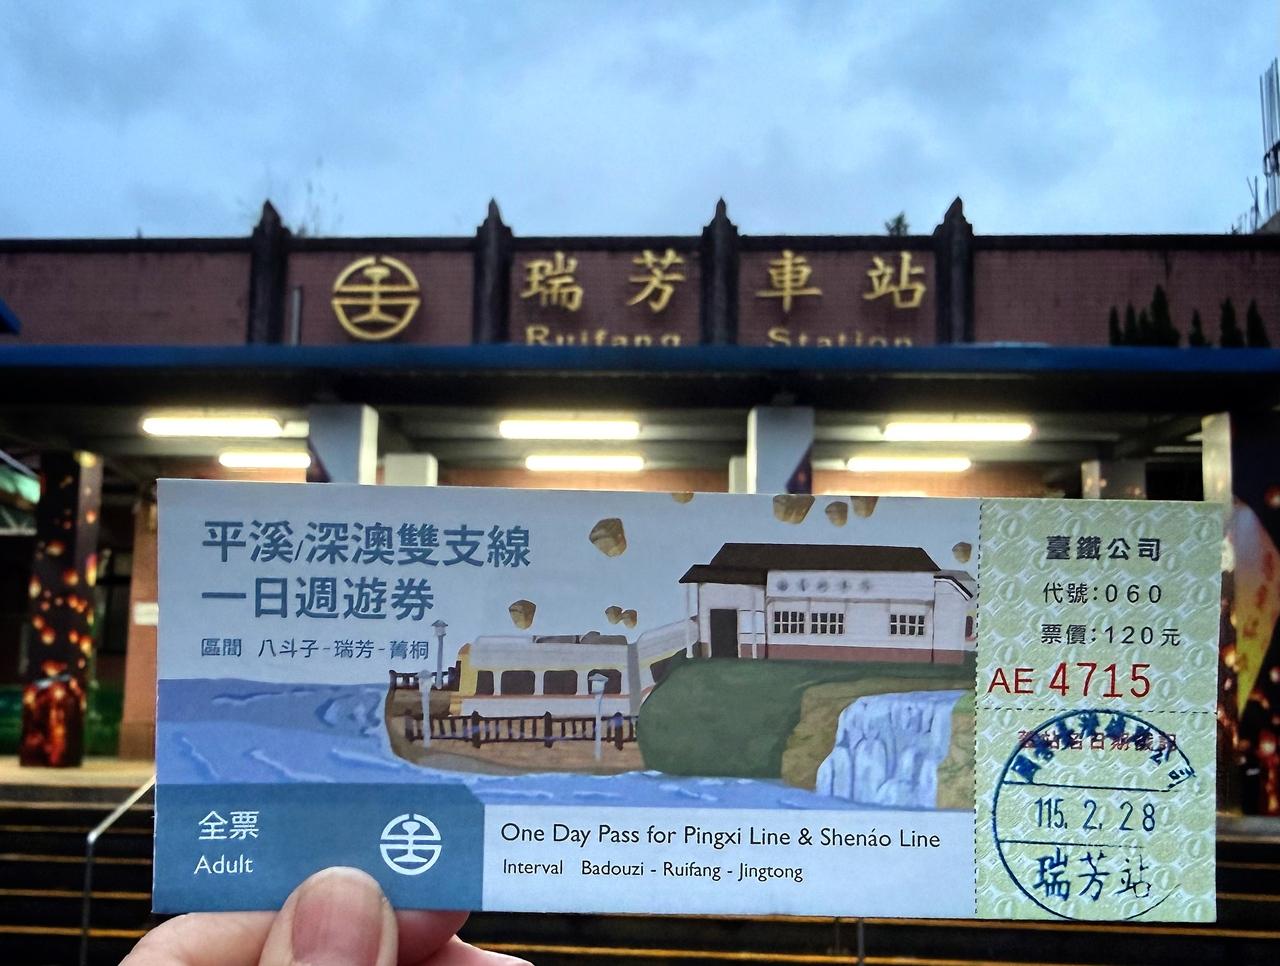 瑞芳車站
Ruifang Station
平溪/深澳雙支線
一日週遊券
區間 八斗子-瑞芳-菁桐
全票
Adult
One Day Pass for Pingxi Line & Shenáo Line
Interval Badouzi - Ruifang - Jingtong
臺鐵公司
代號:060
票價:120元
AE 4715
115. 2. 28
瑞芳站